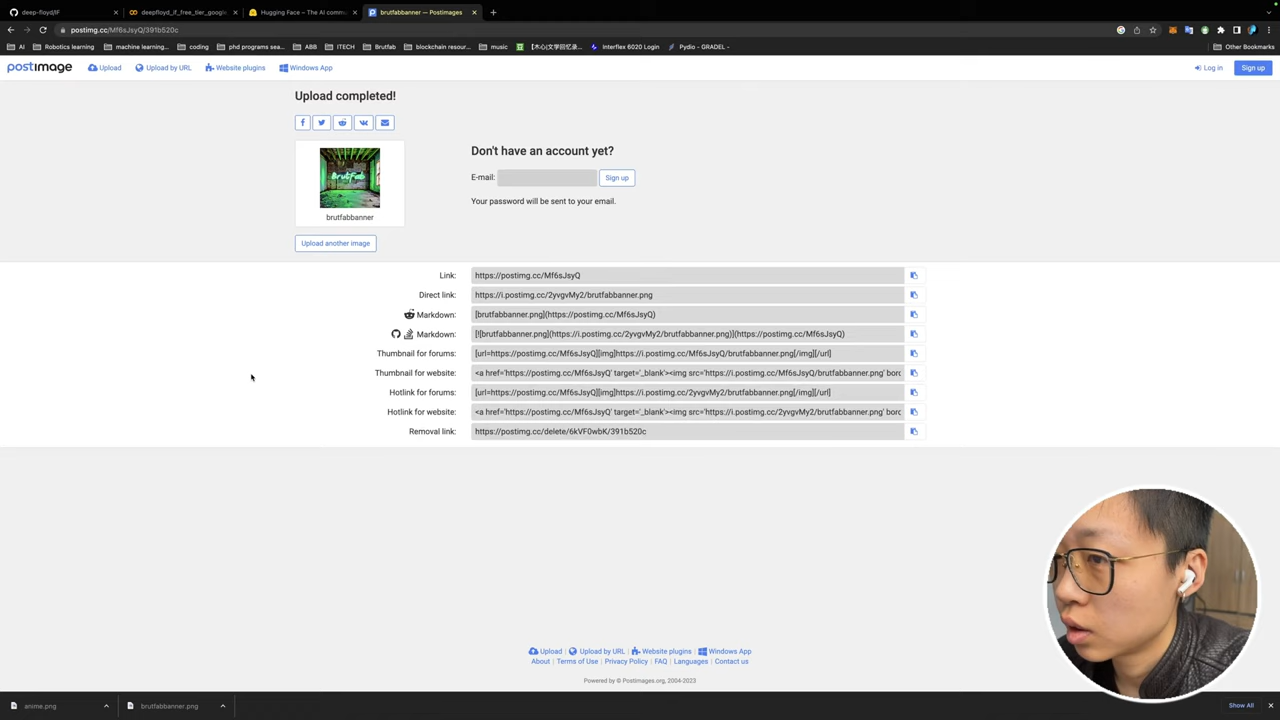 deep-floyd/IF
deepfloyd_if_free_tier_google
Hugging Face – The AI commu
brutfabbanner — Postimages
postimg.cc/Mf6sJsyQ/391b520c
AI
Robotics learning
machine learning...
coding
phd programs sea...
ABB
ITECH
Brutfab
blockchain resour...
music
Interflex 6020 Login
Pydio - GRADEL -
Other Bookmarks
postimage
Upload
Upload by URL
Website plugins
Windows App
Log in
Sign up
Upload completed!
BrutFab
brutfabbanner
Don't have an account yet?
E-mail:
Sign up
Your password will be sent to your email.
Upload another image
Link: https://postimg.cc/Mf6sJsyQ
Direct link: https://i.postimg.cc/2yvgvMy2/brutfabbanner.png
Markdown: [brutfabbanner.png](https://postimg.cc/Mf6sJsyQ)
Markdown: [![brutfabbanner.png](https://i.postimg.cc/2yvgvMy2/brutfabbanner.png)](https://postimg.cc/Mf6sJsyQ)
Thumbnail for forums: [url=https://postimg.cc/Mf6sJsyQ][img]https://i.postimg.cc/Mf6sJsyQ/brutfabbanner.png[/img][/url]
Thumbnail for website: <a href='https://postimg.cc/Mf6sJsyQ' target='_blank'><img src='https://i.postimg.cc/Mf6sJsyQ/brutfabbanner.png' bord
Hotlink for forums: [url=https://postimg.cc/Mf6sJsyQ][img]https://i.postimg.cc/2yvgvMy2/brutfabbanner.png[/img][/url]
Hotlink for website: <a href='https://postimg.cc/Mf6sJsyQ' target='_blank'><img src='https://i.postimg.cc/2yvgvMy2/brutfabbanner.png' bord
Removal link: https://postimg.cc/delete/6kVF0wbK/391b520c
Upload
Upload by URL
Website plugins
Windows App
About
Terms of Use
Privacy Policy
FAQ
Languages
Contact us
Powered by © Postimages.org, 2004-2023
anime.png
brutfabbanner.png
Show All